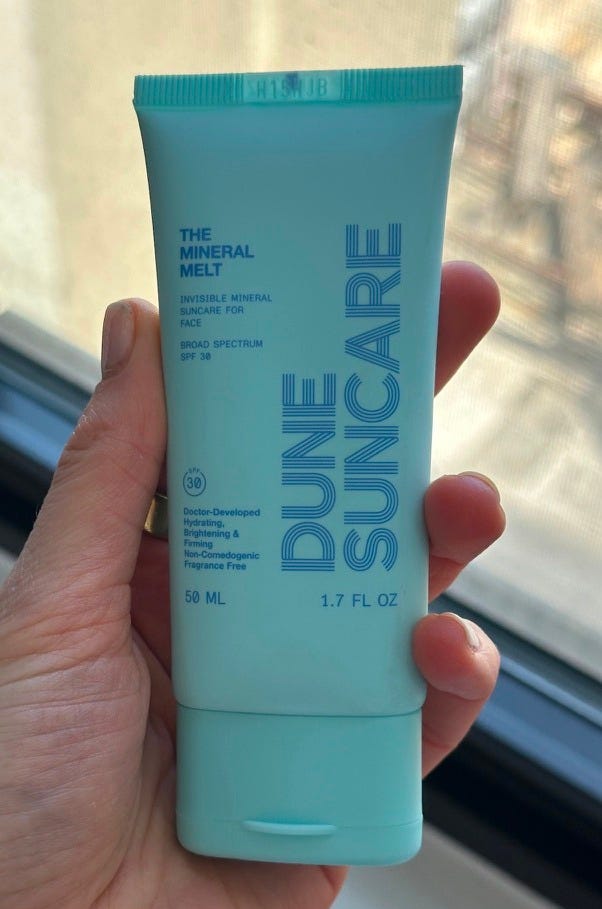 THE
MINERAL
MELT
INVISIBLE MINERAL
SUNCARE FOR
FACE
BROAD SPECTRUM
SPF 30
DUNE
SUNCARE
SPF
30
Doctor-Developed
Hydrating,
Brightening &
Firming
Non-Comedogenic
Fragrance Free
50 ML
1.7 FL OZ